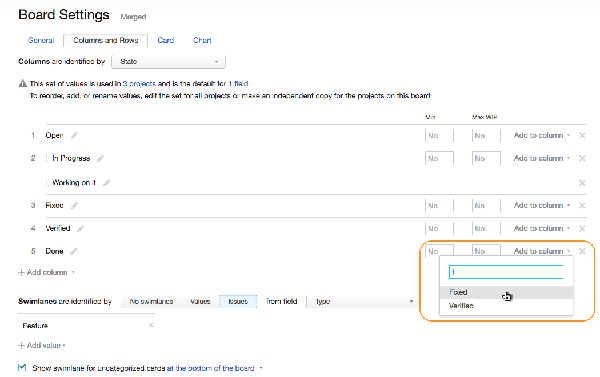 Board Settings Merged
General Columns and Rows Card Chart
Columns are identified by State
This set of values is used in 3 projects and is the default for 1 field
To reorder, add, or rename values, edit the set for all projects or make an independent copy for the projects on this board
Min Max WIP
1 Open No No Add to column
2 In Progress No No Add to column
Working on it
3 Fixed No No Add to column
4 Verified No No Add to column
5 Done No No Add to column
+ Add column
f
Fixed
Verified
Swimlanes are identified by No swimlanes Values Issues from field Type
Feature
+ Add value
Show swimlane for uncategorized cards at the bottom of the board